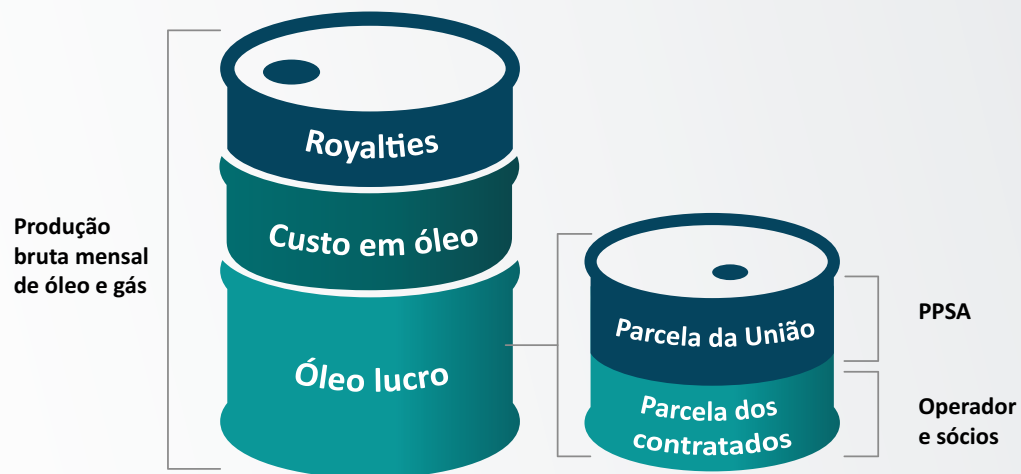 Produção
bruta mensal
de óleo e gás
Royalties
Custo em óleo
Óleo lucro
Parcela da União
Parcela dos
contratados
PPSA
Operador
e sócios